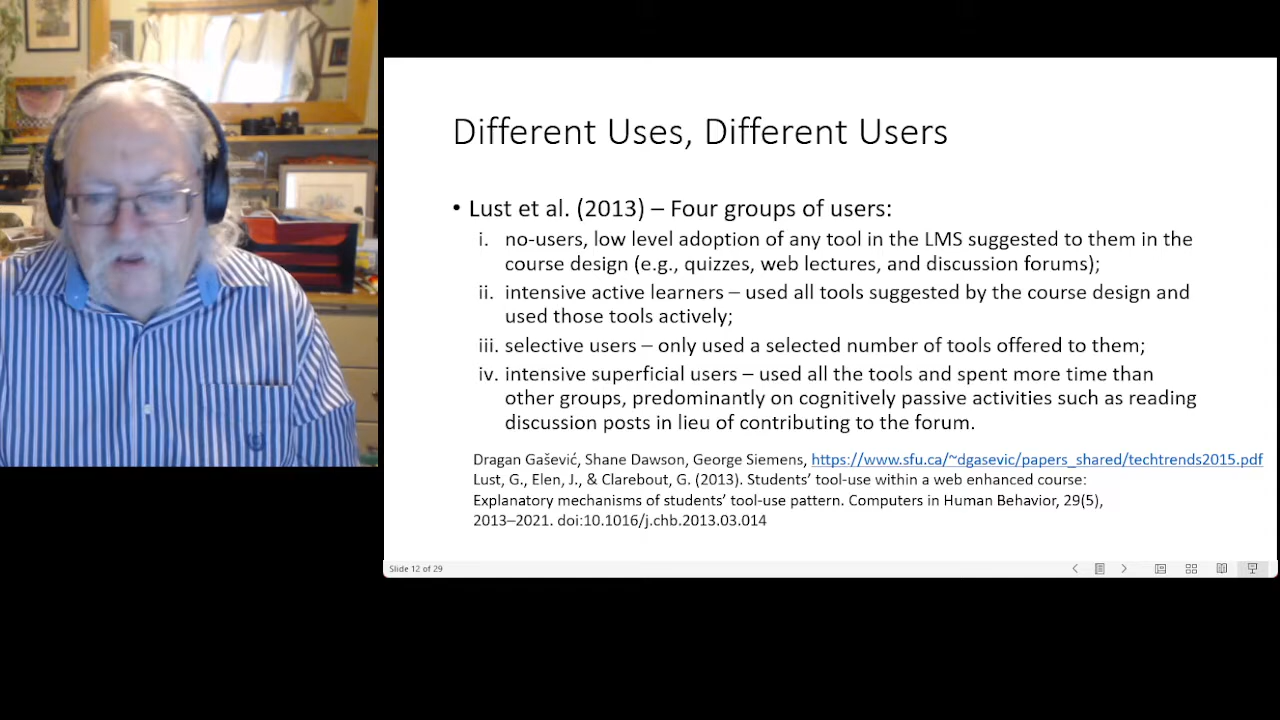 Different Uses, Different Users
• Lust et al. (2013) – Four groups of users:
i. no-users, low level adoption of any tool in the LMS suggested to them in the
course design (e.g., quizzes, web lectures, and discussion forums);
ii. intensive active learners – used all tools suggested by the course design and
used those tools actively;
iii. selective users – only used a selected number of tools offered to them;
iv. intensive superficial users – used all the tools and spent more time than
other groups, predominantly on cognitively passive activities such as reading
discussion posts in lieu of contributing to the forum.
Dragan Gašević, Shane Dawson, George Siemens, https://www.sfu.ca/~dgasevic/papers_shared/techtrends2015.pdf
Lust, G., Elen, J., & Clarebout, G. (2013). Students’ tool-use within a web enhanced course:
Explanatory mechanisms of students’ tool-use pattern. Computers in Human Behavior, 29(5),
2013–2021. doi:10.1016/j.chb.2013.03.014
Slide 12 of 29